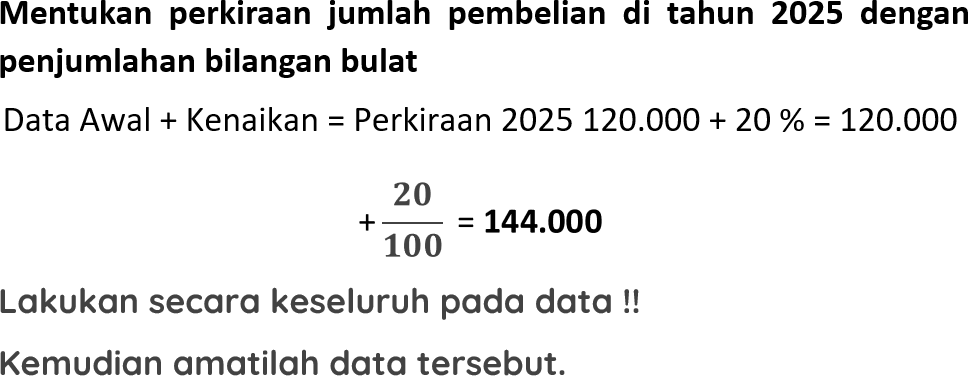 Mentukan perkiraan jumlah pembelian di tahun 2025 dengan
penjumlahan bilangan bulat
Data Awal + Kenaikan = Perkiraan 2025 120.000 + 20 % = 120.000
+ 20/100 = 144.000
Lakukan secara keseluruh pada data !!
Kemudian amatilah data tersebut.